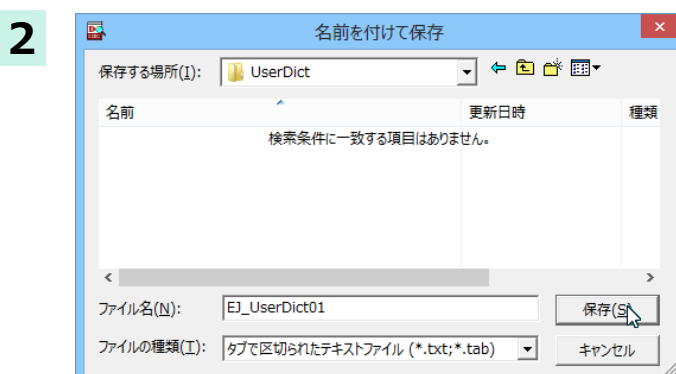 2
名前を付けて保存
保存する場所(I): UserDict
名前 更新日時 種類
検索条件に一致する項目はありません。
ファイル名(N): EJ_UserDict01 保存(S)
ファイルの種類(T): タブで区切られたテキストファイル (*.txt;*.tab) キャンセル